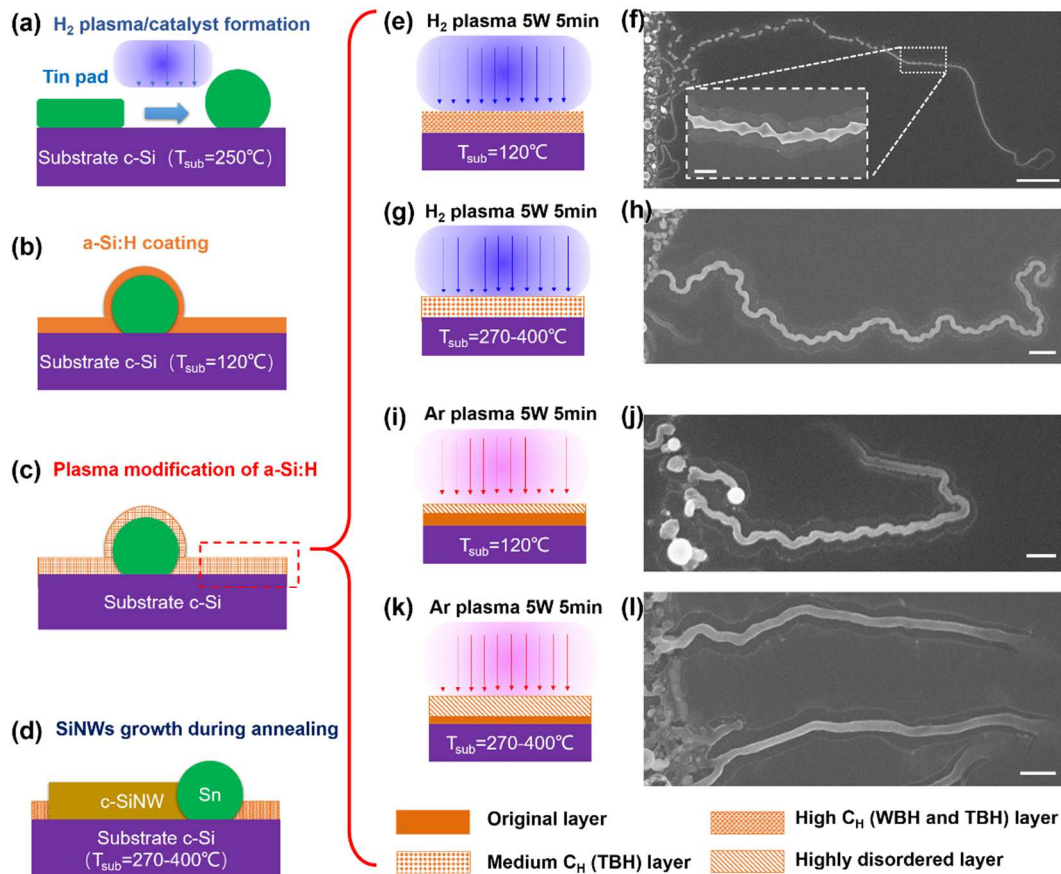 (a) H₂ plasma/catalyst formation
Tin pad
Substrate c-Si (Tsub=250℃)
(b)
a-Si:H coating
Substrate c-Si (Tsub=120℃)
(c) Plasma modification of a-Si:H
Substrate c-Si
(d) SiNWs growth during annealing
c-SiNW
Sn
Substrate c-Si
(Tsub=270-400℃)
(e) H₂ plasma 5W 5min
Tsub=120℃
(f)
(g) H₂ plasma 5W 5min
Tsub=270-400℃
(h)
(i) Ar plasma 5W 5min
Tsub=120℃
(j)
(k) Ar plasma 5W 5min
Tsub=270-400℃
(l)
Original layer
High CH (WBH and TBH) layer
Medium CH (TBH) layer
Highly disordered layer